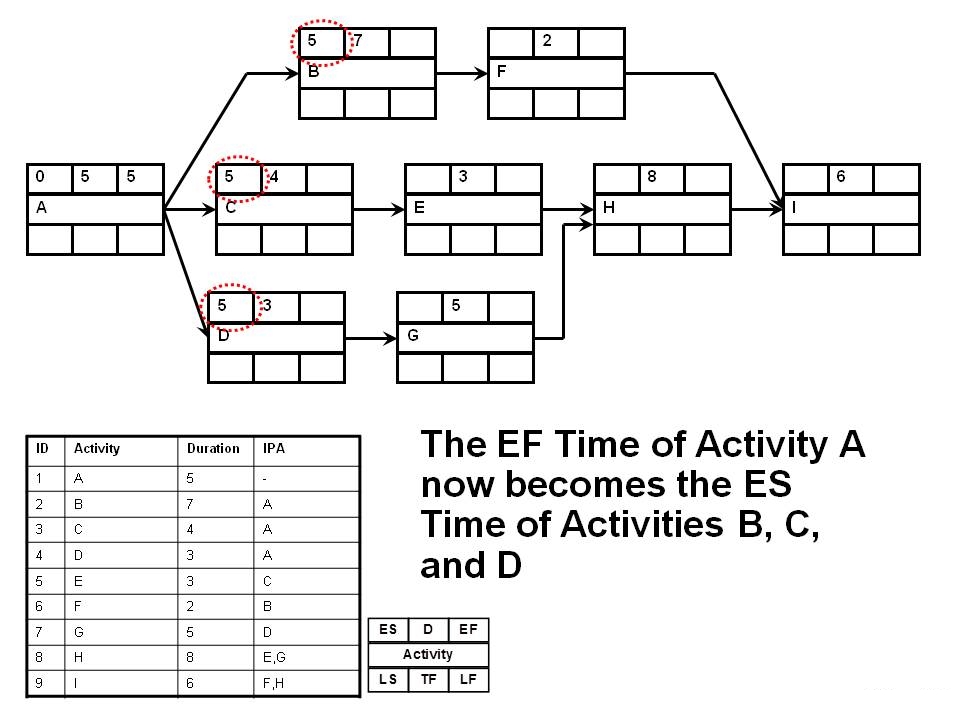 5 7
B
2
F
0 5 5
A
5 4
C
3
E
8
H
6
I
5 3
D
5
G
The EF Time of Activity A
now becomes the ES
Time of Activities B, C,
and D
ID Activity Duration IPA
1 A 5 -
2 B 7 A
3 C 4 A
4 D 3 A
5 E 3 C
6 F 2 B
7 G 5 D
8 H 8 E,G
9 I 6 F,H
ES D EF
Activity
LS TF LF